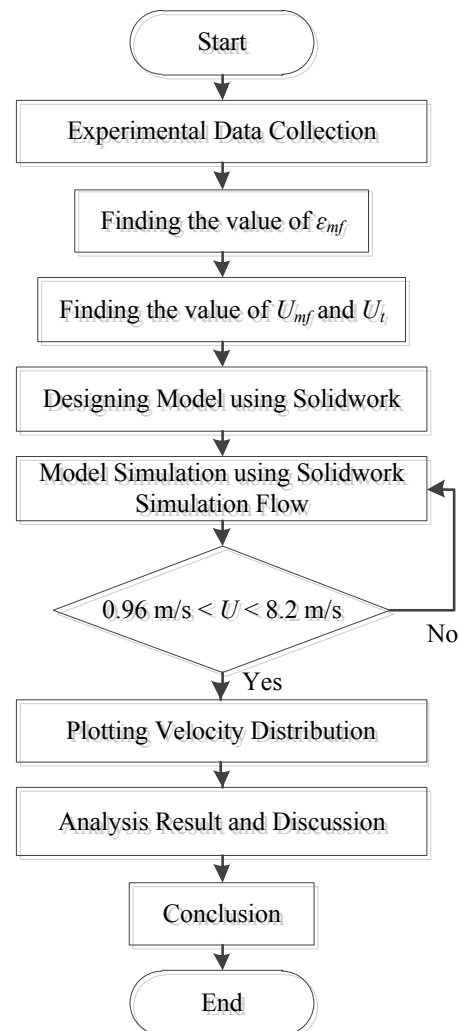 Start
Experimental Data Collection
Finding the value of εmf
Finding the value of Umf and Ut
Designing Model using Solidwork
Model Simulation using Solidwork
Simulation Flow
0.96 m/s < U < 8.2 m/s
No
Yes
Plotting Velocity Distribution
Analysis Result and Discussion
Conclusion
End